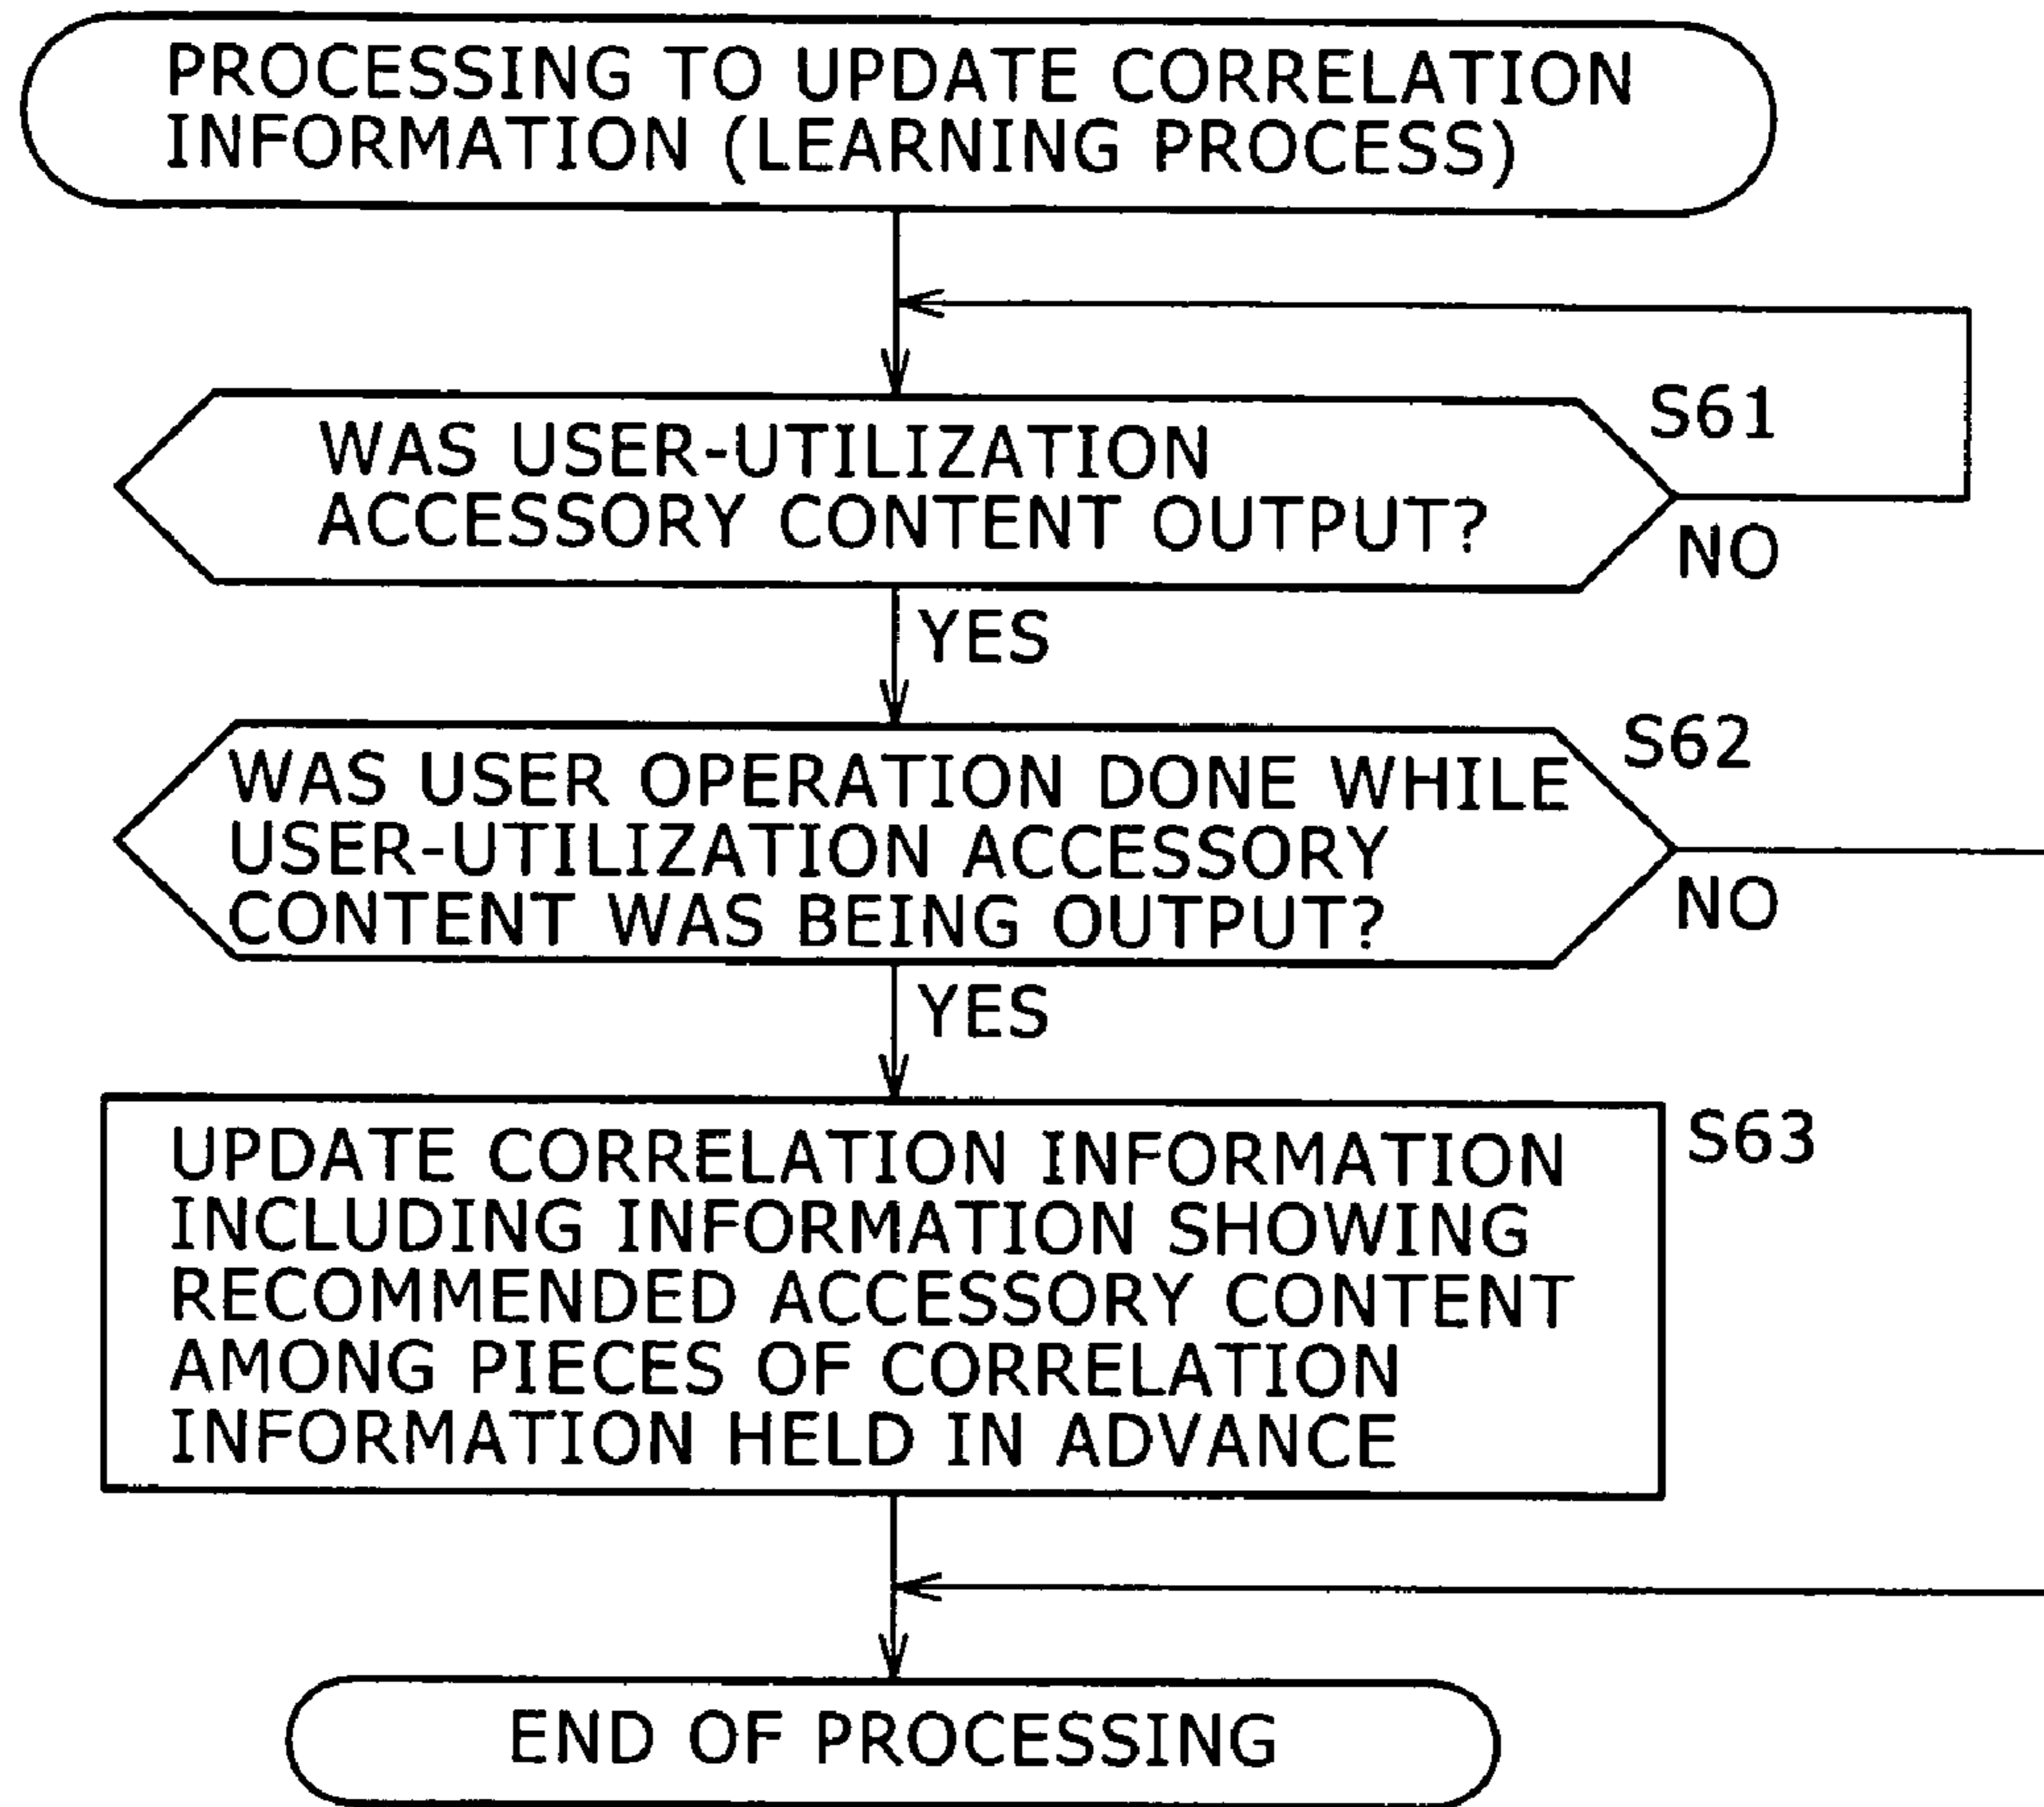 PROCESSING TO UPDATE CORRELATION
INFORMATION (LEARNING PROCESS)
S61
WAS USER-UTILIZATION
ACCESSORY CONTENT OUTPUT?
NO
YES
S62
WAS USER OPERATION DONE WHILE
USER-UTILIZATION ACCESSORY
CONTENT WAS BEING OUTPUT?
NO
YES
S63
UPDATE CORRELATION INFORMATION
INCLUDING INFORMATION SHOWING
RECOMMENDED ACCESSORY CONTENT
AMONG PIECES OF CORRELATION
INFORMATION HELD IN ADVANCE
END OF PROCESSING